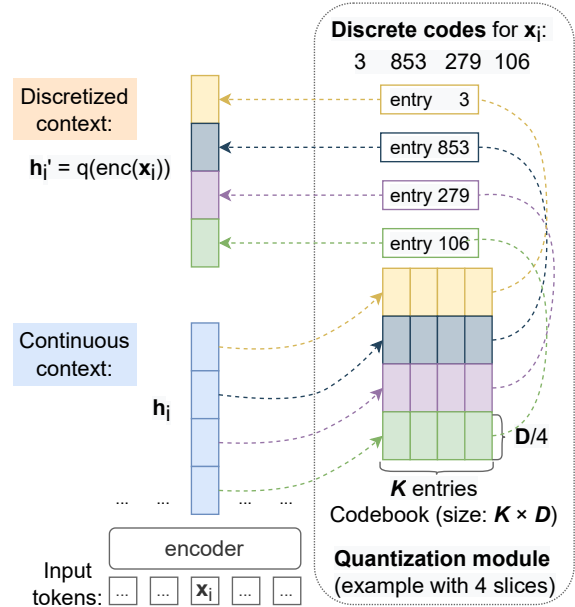 Discrete codes for xi:
3 853 279 106
Discretized
context:
hi' = q(enc(xi))
entry 3
entry 853
entry 279
entry 106
Continuous
context:
hi
D/4
K entries
Codebook (size: K × D)
... ... ... ...
encoder
Input
tokens:
... ... xi ... ...
Quantization module
(example with 4 slices)